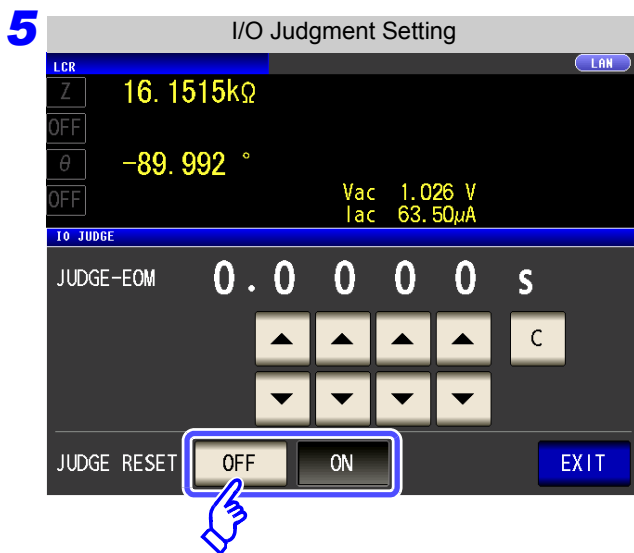 5 I/O Judgment Setting
LCR LAN
Z 16.1515kΩ
OFF
θ -89.992 °
OFF Vac 1.026 V
Iac 63.50μA
IO JUDGE
JUDGE-EOM 0.0000 s
C
JUDGE RESET OFF ON EXIT